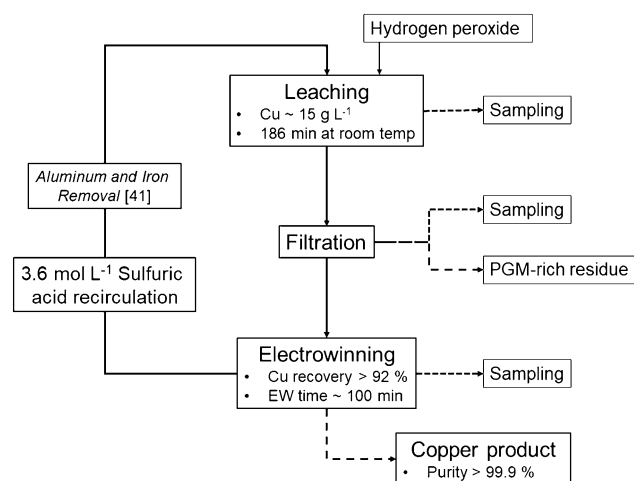 Hydrogen peroxide
Leaching
• Cu ~ 15 g L-1
• 186 min at room temp
Sampling
Aluminum and Iron
Removal [41]
Sampling
Filtration
PGM-rich residue
3.6 mol L-1 Sulfuric
acid recirculation
Electrowinning
• Cu recovery > 92 %
• EW time ~ 100 min
Sampling
Copper product
• Purity > 99.9 %